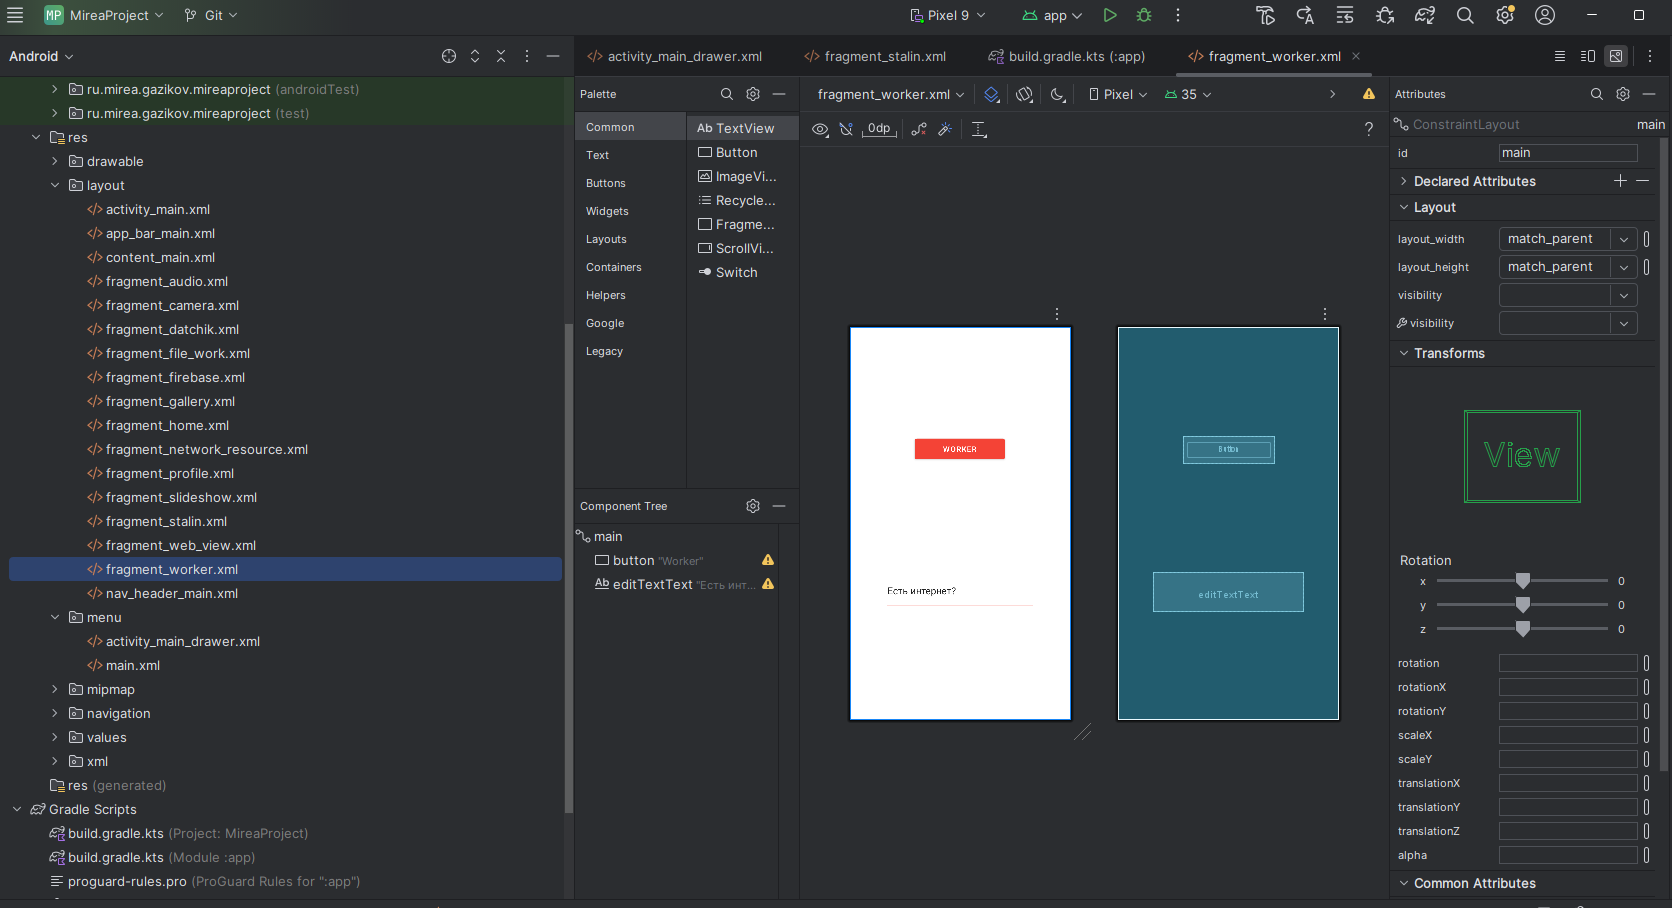 MP MireaProject Git Pixel 9 app
Android
activity_main_drawer.xml fragment_stalin.xml build.gradle.kts (:app) fragment_worker.xml
ru.mirea.gazikov.mireaproject (androidTest)
ru.mirea.gazikov.mireaproject (test)
res
drawable
layout
activity_main.xml
app_bar_main.xml
content_main.xml
fragment_audio.xml
fragment_camera.xml
fragment_datchik.xml
fragment_file_work.xml
fragment_firebase.xml
fragment_gallery.xml
fragment_home.xml
fragment_network_resource.xml
fragment_profile.xml
fragment_slideshow.xml
fragment_stalin.xml
fragment_web_view.xml
fragment_worker.xml
nav_header_main.xml
menu
activity_main_drawer.xml
main.xml
mipmap
navigation
values
xml
res (generated)
Gradle Scripts
build.gradle.kts (Project: MireaProject)
build.gradle.kts (Module :app)
proguard-rules.pro (ProGuard Rules for ":app")
Palette
Common
Text
Buttons
Widgets
Layouts
Containers
Helpers
Google
Legacy
Ab TextView
Button
ImageVi...
Recycle...
Fragme...
ScrollVi...
Switch
Component Tree
main
button "Worker"
Ab editTextText "Есть инт...
fragment_worker.xml Pixel 35
0dp ?
WORKER
Есть интернет?
Button
editTextText
Attributes
ConstraintLayout main
id main
Declared Attributes
Layout
layout_width match_parent
layout_height match_parent
visibility
visibility
Transforms
View
Rotation
x 0
y 0
z 0
rotation
rotationX
rotationY
scaleX
scaleY
translationX
translationY
translationZ
alpha
Common Attributes